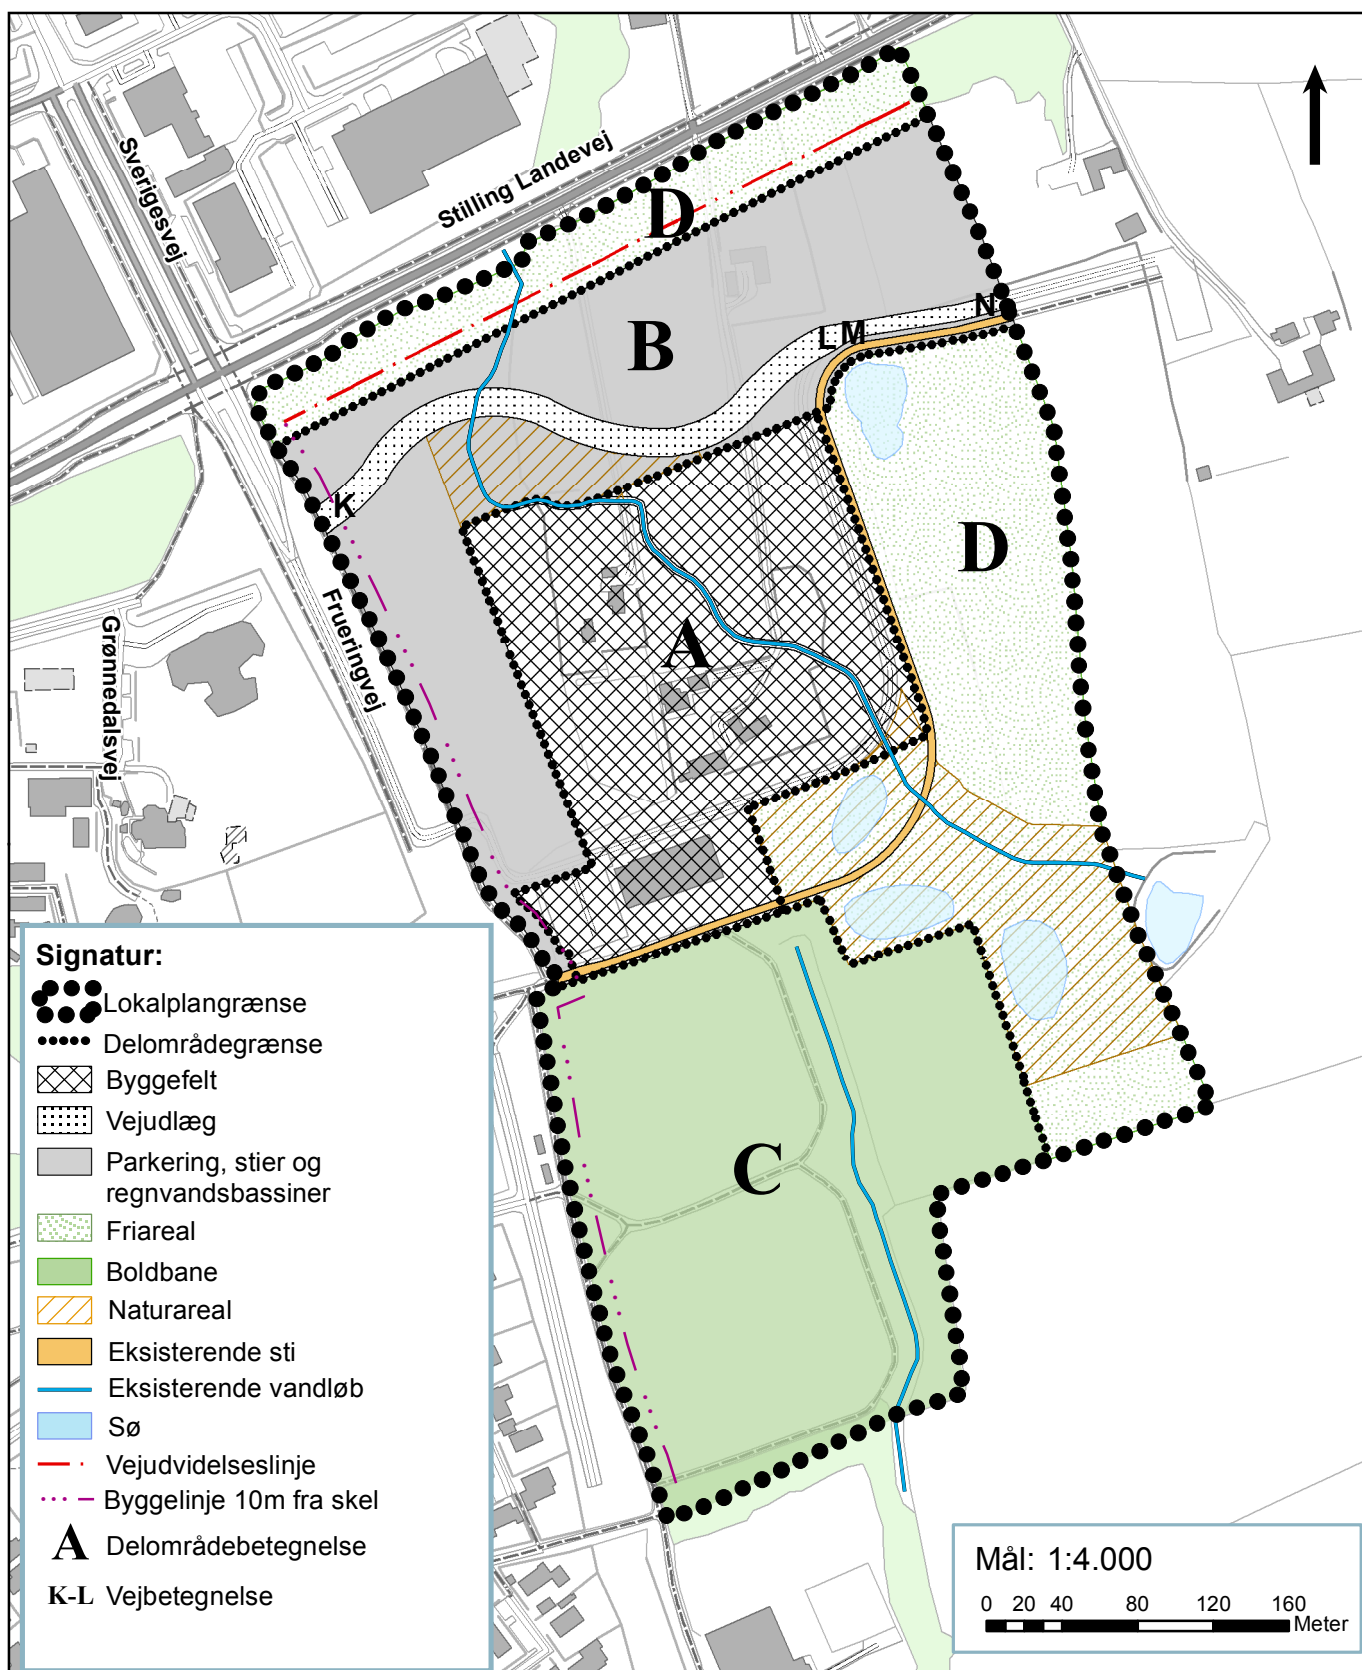 Sverigesvej
Stilling Landevej
D
B
N
L M
K
D
A
Grønnedalsvej
Frueringvej
C
Signatur:
Lokalplangrænse
Delområdegrænse
Byggefelt
Vejudlæg
Parkering, stier og
regnvandsbassiner
Friareal
Boldbane
Naturareal
Eksisterende sti
Eksisterende vandløb
Sø
Vejudvidelseslinje
Byggelinje 10m fra skel
A Delområdebetegnelse
K-L Vejbetegnelse
Mål: 1:4.000
0 20 40 80 120 160
Meter